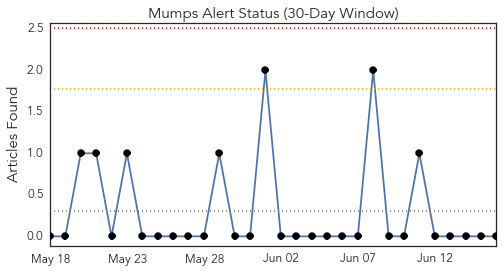 Mumps Alert Status (30-Day Window)
Articles Found
2.5
2.0
1.5
1.0
0.5
0.0
May 18 May 23 May 28 Jun 02 Jun 07 Jun 12